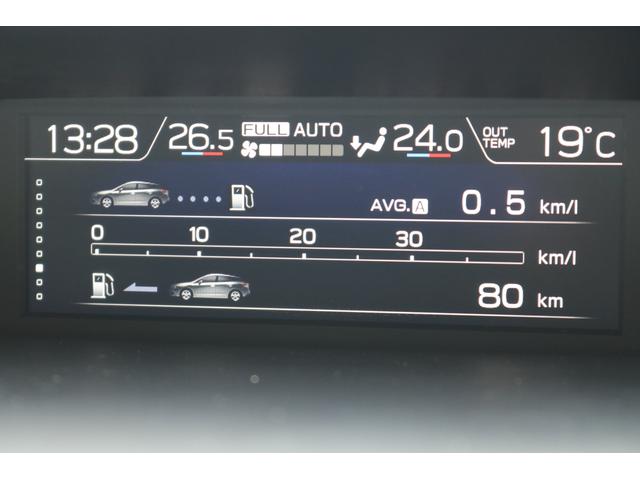 13:28 26.5 FULL AUTO 24.0 OUT TEMP 19°C
AVG. A 0.5 km/l
0 10 20 30
km/l
80 km